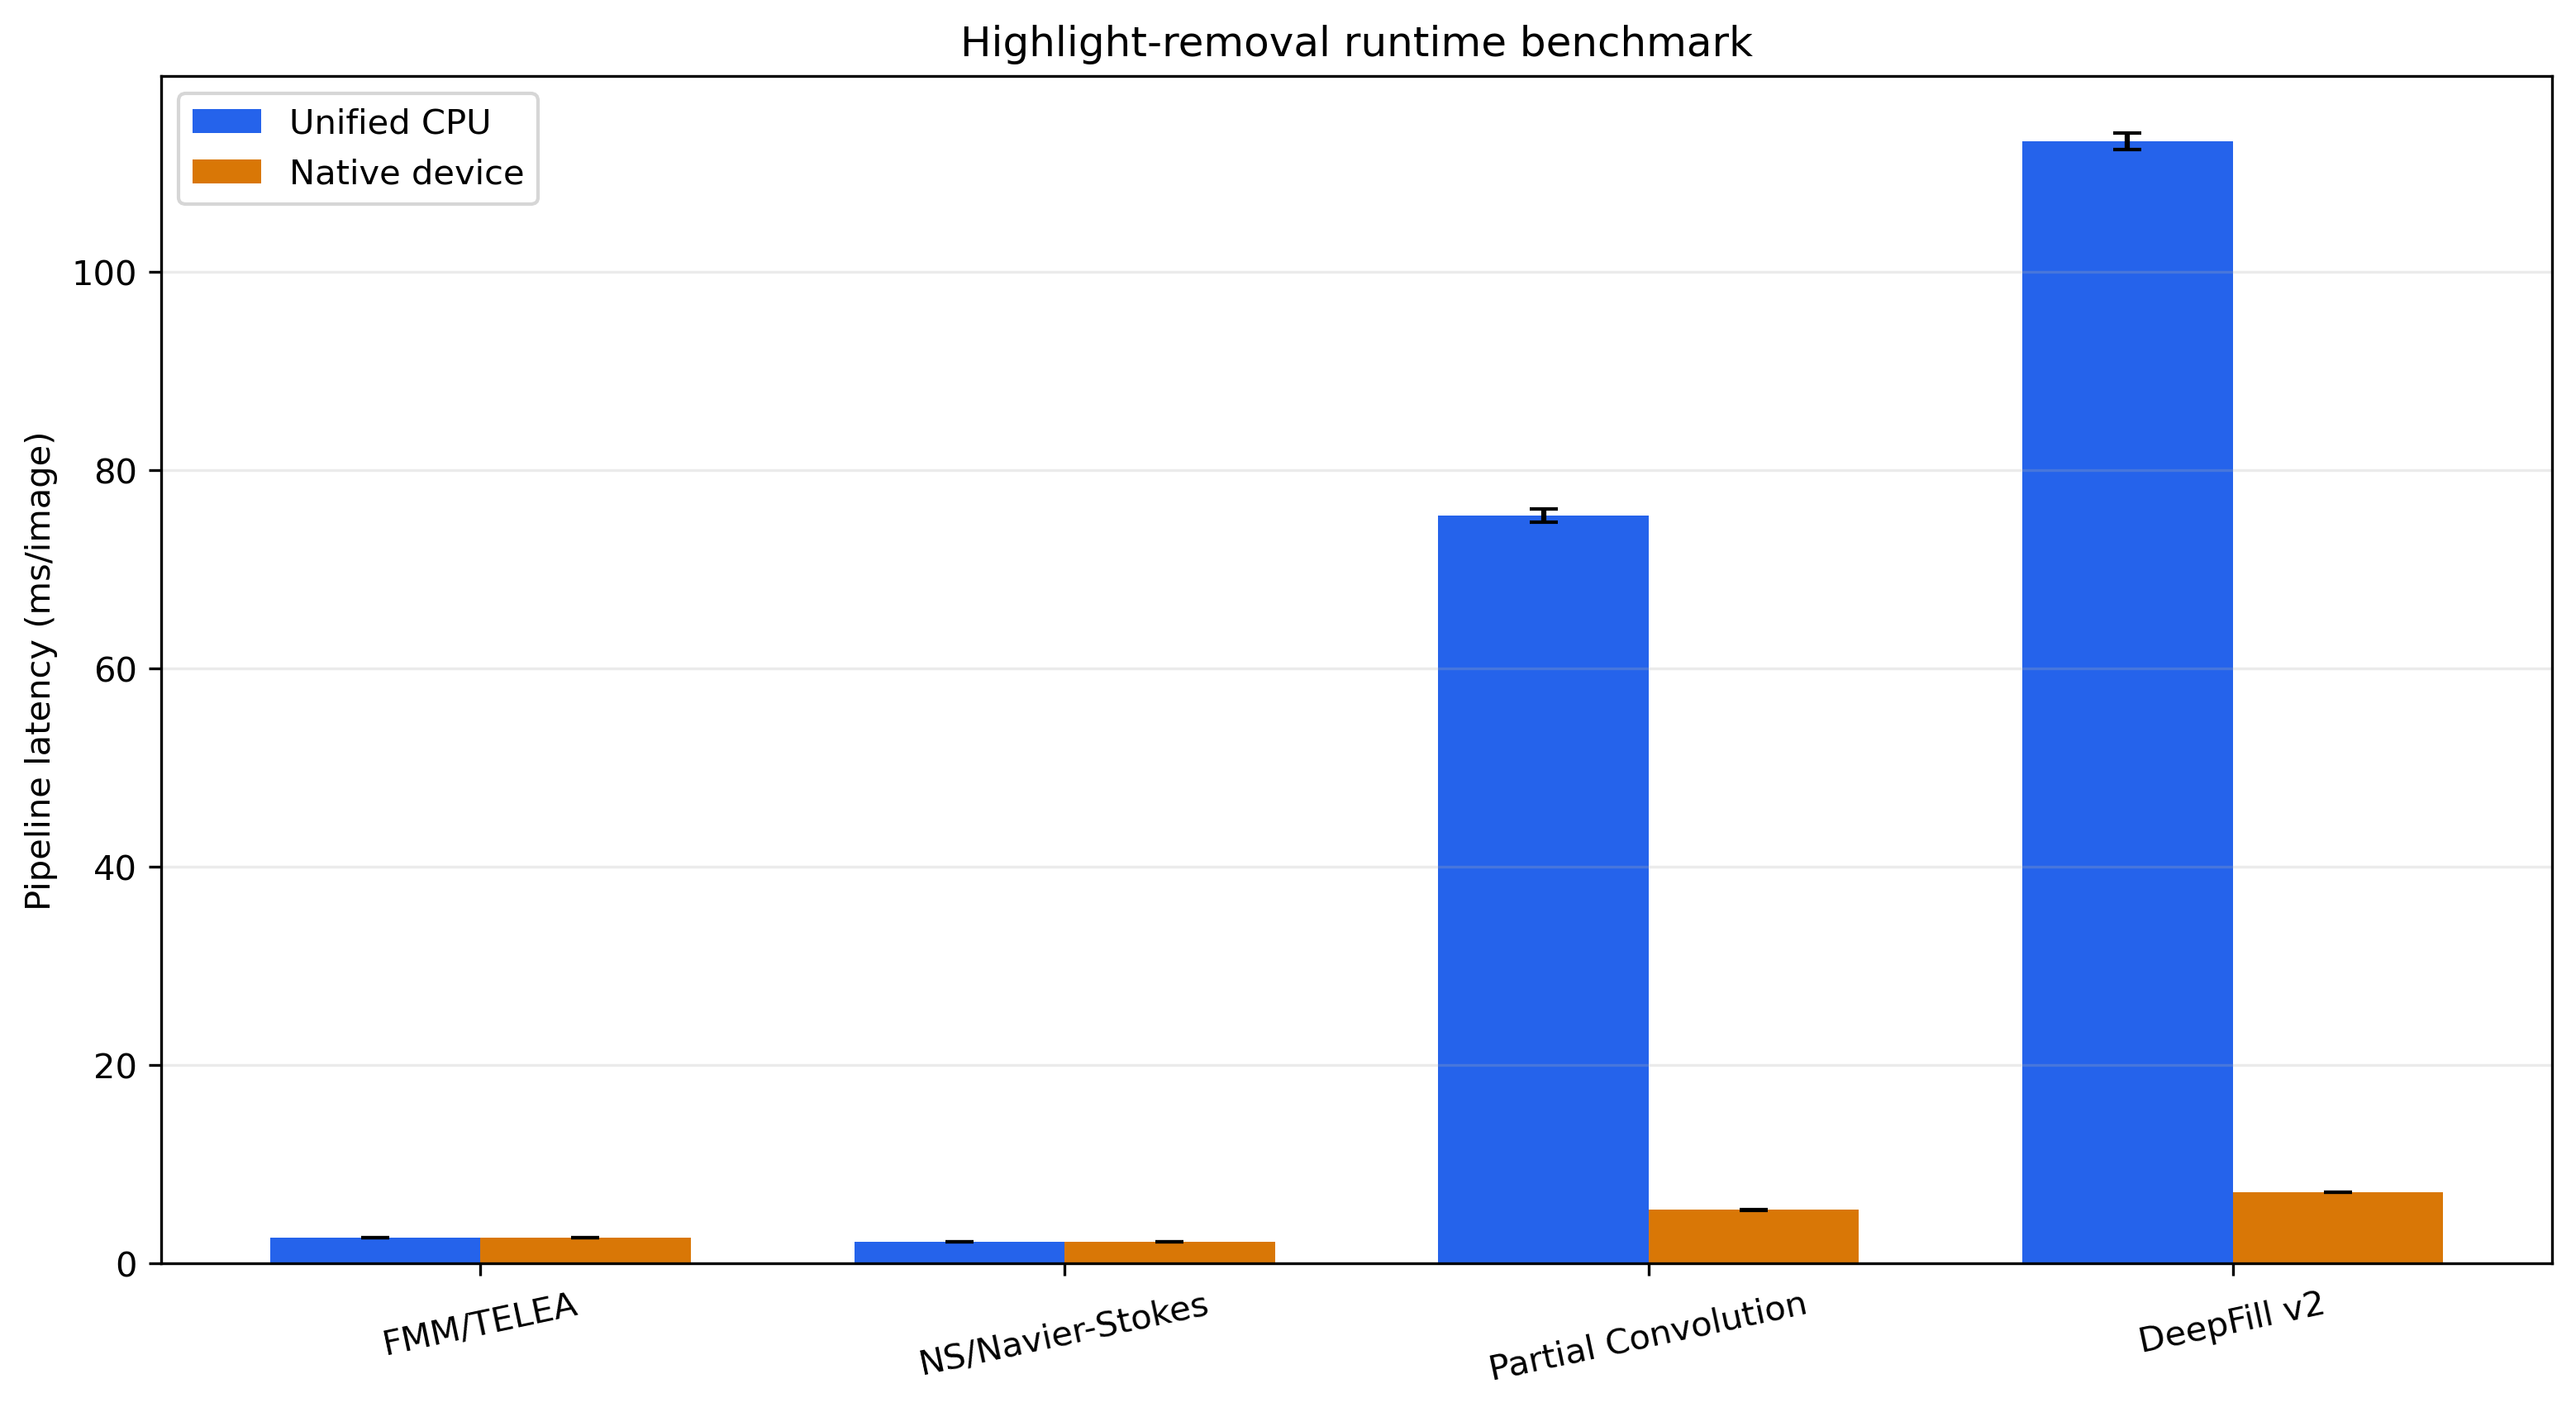 Highlight-removal runtime benchmark
Unified CPU
Native device
Pipeline latency (ms/image)
100
80
60
40
20
0
FMM/TELEA
NS/Navier-Stokes
Partial Convolution
DeepFill v2